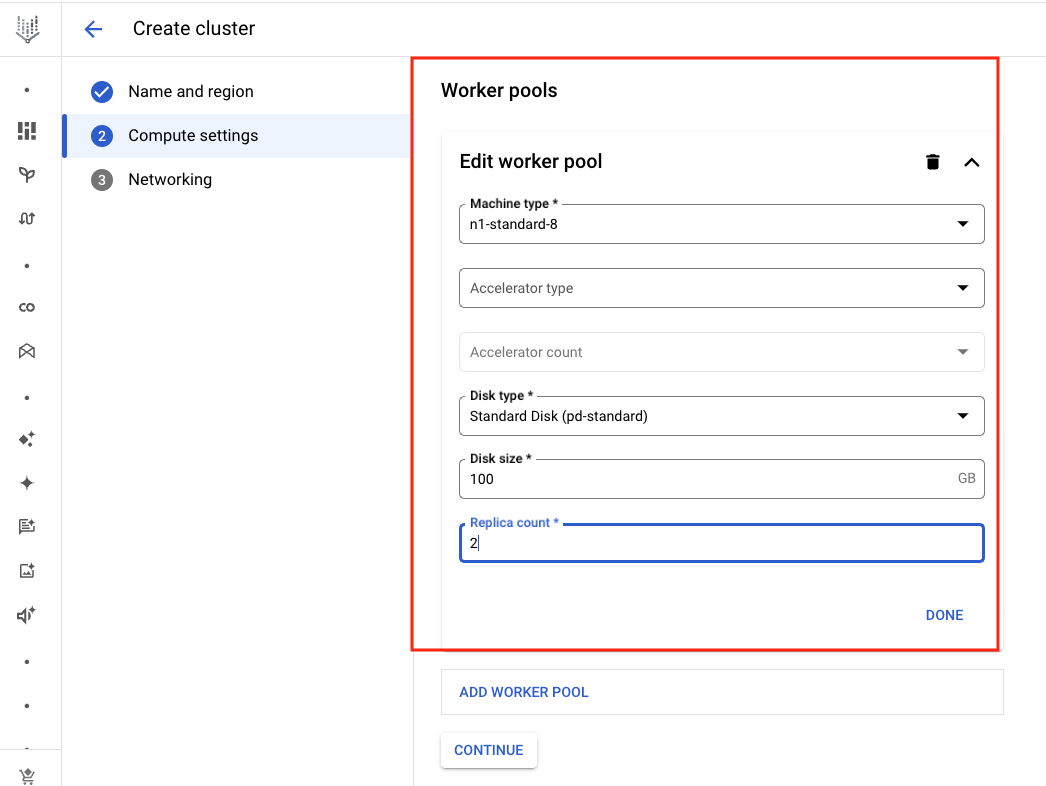 Create cluster
Name and region
2 Compute settings
3 Networking
Worker pools
Edit worker pool
Machine type *
n1-standard-8
Accelerator type
Accelerator count
Disk type *
Standard Disk (pd-standard)
Disk size *
100 GB
Replica count *
2
DONE
ADD WORKER POOL
CONTINUE